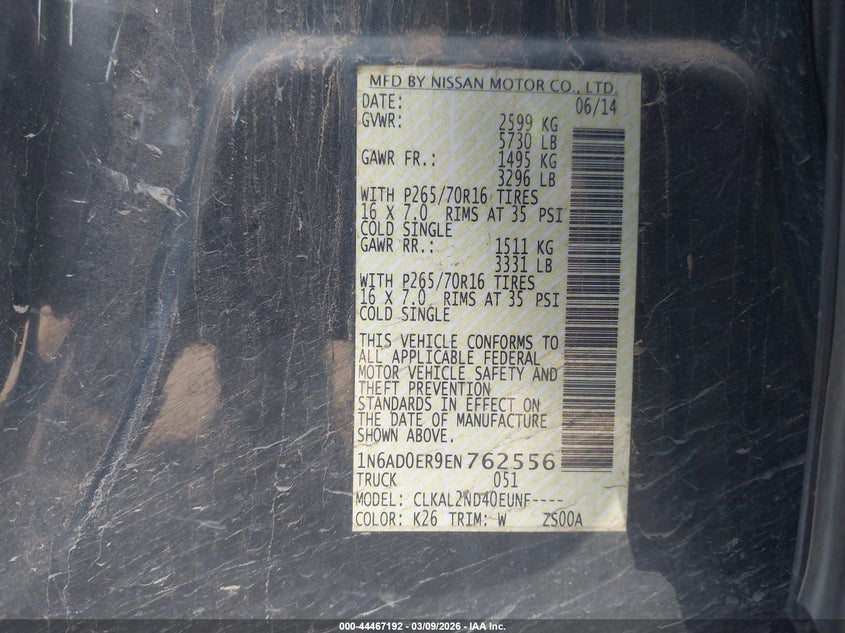 MFD BY NISSAN MOTOR CO., LTD.
DATE: 06/14
GVWR: 2599 KG
5730 LB
GAWR FR.: 1495 KG
3296 LB
WITH P265/70R16 TIRES
16 X 7.0 RIMS AT 35 PSI
COLD SINGLE
GAWR RR.: 1511 KG
3331 LB
WITH P265/70R16 TIRES
16 X 7.0 RIMS AT 35 PSI
COLD SINGLE
THIS VEHICLE CONFORMS TO
ALL APPLICABLE FEDERAL
MOTOR VEHICLE SAFETY AND
THEFT PREVENTION
STANDARDS IN EFFECT ON
THE DATE OF MANUFACTURE
SHOWN ABOVE.
1N6AD0ER9EN762556
TRUCK 051
MODEL: CLKAL2ND40EUNF----
COLOR: K26 TRIM: W ZS00A
000-44467192 - 03/09/2026 - IAA Inc.